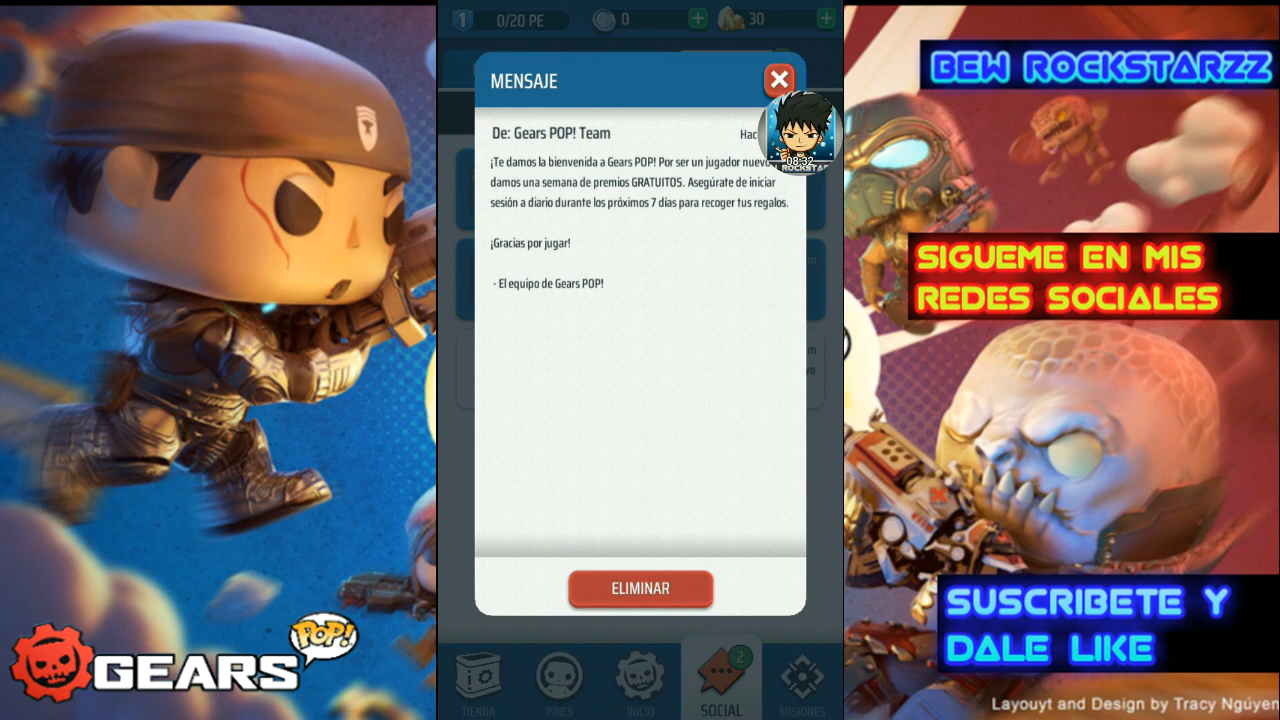 1
0/20 PE
0
30
MENSAJE
De: Gears POP! Team
Hac
08:32
ROCKSTAR
¡Te damos la bienvenida a Gears POP! Por ser un jugador nuevo
damos una semana de premios GRATUITOS. Asegúrate de iniciar
sesión a diario durante los próximos 7 días para recoger tus regalos.
¡Gracias por jugar!
- El equipo de Gears POP!
ELIMINAR
2
TIENDA
PINES
INICIO
SOCIAL
MISIONES
POP!
GEARS
BEW ROCKSTARZZ
SIGUEME EN MIS
REDES SOCIALES
SUSCRIBETE Y
DALE LIKE
Layouyt and Design by Tracy Ngúyen